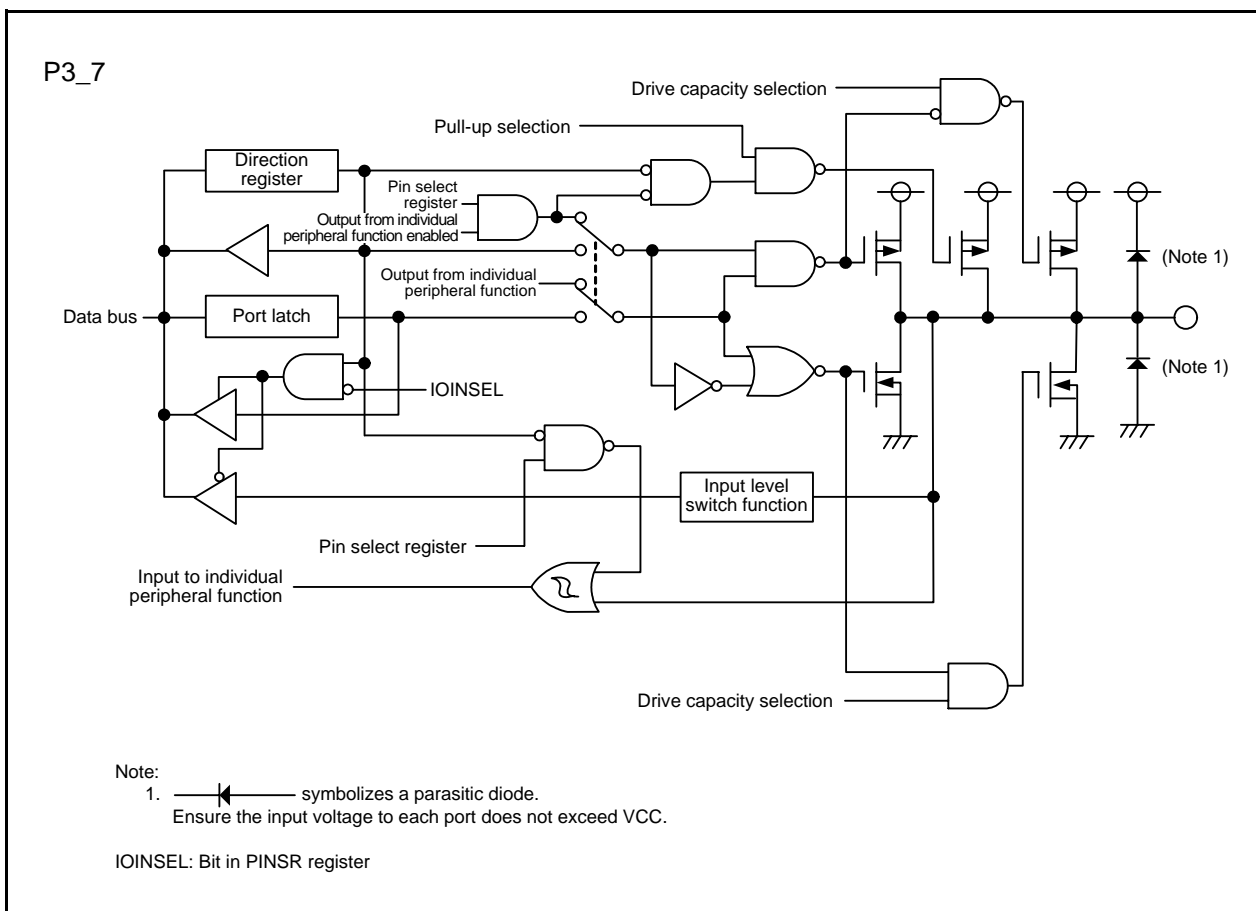 P3_7
Drive capacity selection
Pull-up selection
Direction
register
Pin select
register
Output from individual
peripheral function enabled
(Note 1)
Output from individual
peripheral function
Data bus
Port latch
(Note 1)
IOINSEL
Input level
switch function
Pin select register
Input to individual
peripheral function
Drive capacity selection
Note:
1. symbolizes a parasitic diode.
Ensure the input voltage to each port does not exceed VCC.
IOINSEL: Bit in PINSR register